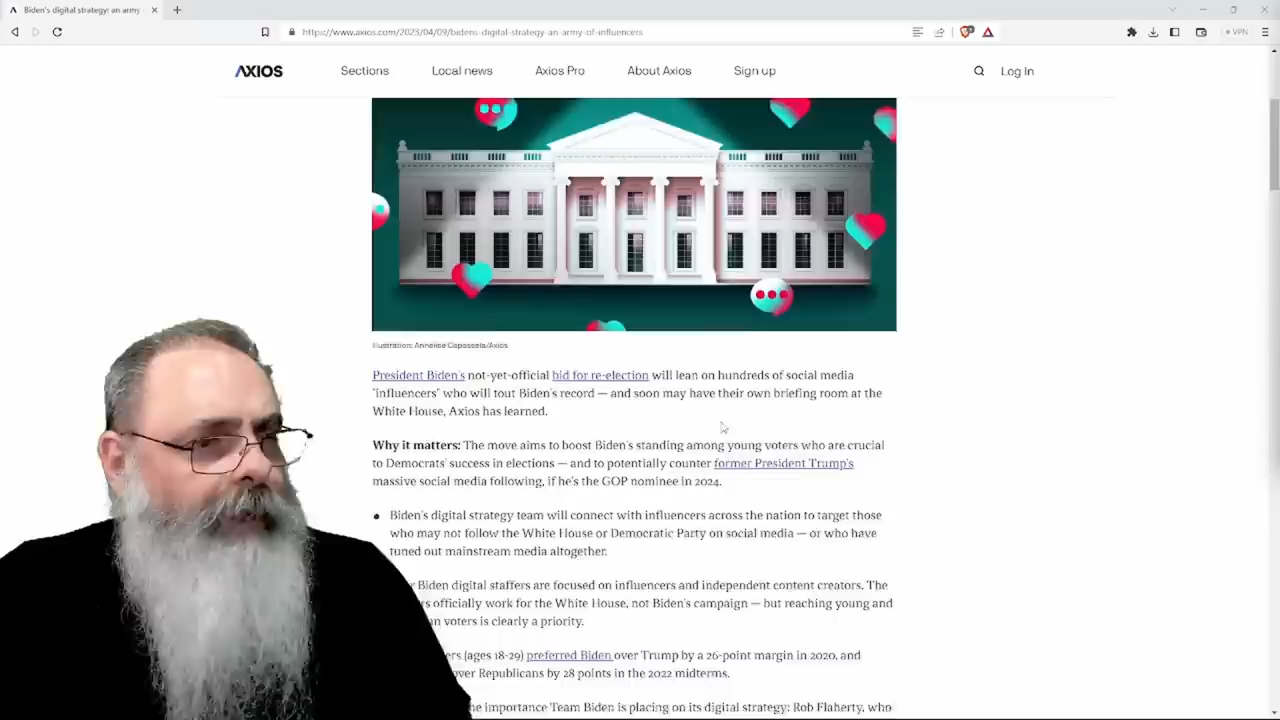 Biden's digital strategy: an army
https://www.axios.com/2023/04/09/bidens-digital-strategy-an-army-of-influencers
VPN
AXIOS
Sections
Local news
Axios Pro
About Axios
Sign up
Log In
Illustration: Annelise Capossela/Axios
President Biden's not-yet-official bid for re-election will lean on hundreds of social media
"influencers" who will tout Biden's record — and soon may have their own briefing room at the
White House, Axios has learned.
Why it matters: The move aims to boost Biden's standing among young voters who are crucial
to Democrats' success in elections — and to potentially counter former President Trump's
massive social media following, if he's the GOP nominee in 2024.
Biden's digital strategy team will connect with influencers across the nation to target those
who may not follow the White House or Democratic Party on social media — or who have
tuned out mainstream media altogether.
Biden digital staffers are focused on influencers and independent content creators. The
officially work for the White House, not Biden's campaign — but reaching young and
voters is clearly a priority.
(ages 18-29) preferred Biden over Trump by a 26-point margin in 2020, and
over Republicans by 28 points in the 2022 midterms.
the importance Team Biden is placing on its digital strategy: Rob Flaherty, who